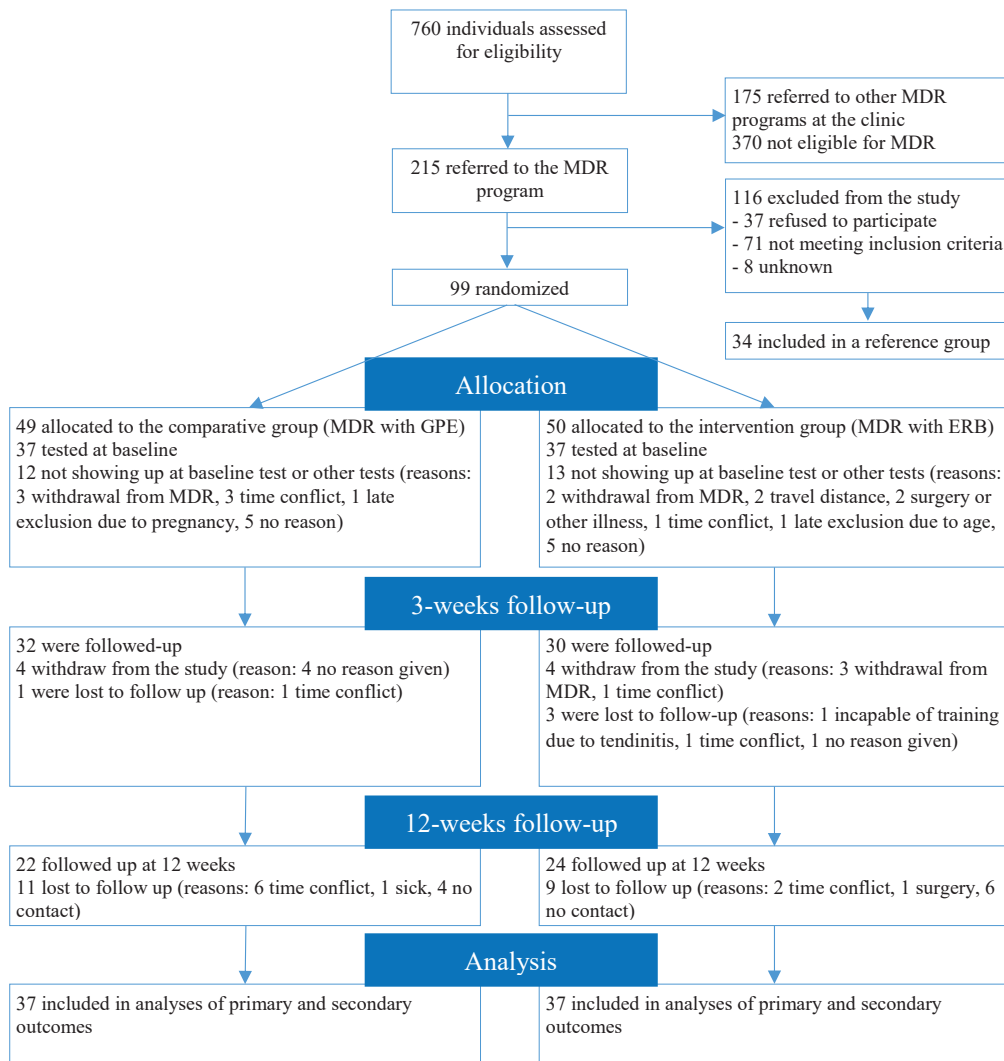 760 individuals assessed
for eligibility
175 referred to other MDR
programs at the clinic
370 not eligible for MDR
215 referred to the MDR
program
116 excluded from the study
- 37 refused to participate
- 71 not meeting inclusion criteria
- 8 unknown
99 randomized
34 included in a reference group
Allocation
49 allocated to the comparative group (MDR with GPE)
37 tested at baseline
12 not showing up at baseline test or other tests (reasons:
3 withdrawal from MDR, 3 time conflict, 1 late
exclusion due to pregnancy, 5 no reason)
50 allocated to the intervention group (MDR with ERB)
37 tested at baseline
13 not showing up at baseline test or other tests (reasons:
2 withdrawal from MDR, 2 travel distance, 2 surgery or
other illness, 1 time conflict, 1 late exclusion due to age,
5 no reason)
3-weeks follow-up
32 were followed-up
4 withdraw from the study (reason: 4 no reason given)
1 were lost to follow up (reason: 1 time conflict)
30 were followed-up
4 withdraw from the study (reasons: 3 withdrawal from
MDR, 1 time conflict)
3 were lost to follow-up (reasons: 1 incapable of training
due to tendinitis, 1 time conflict, 1 no reason given)
12-weeks follow-up
22 followed up at 12 weeks
11 lost to follow up (reasons: 6 time conflict, 1 sick, 4 no
contact)
24 followed up at 12 weeks
9 lost to follow up (reasons: 2 time conflict, 1 surgery, 6
no contact)
Analysis
37 included in analyses of primary and secondary
outcomes
37 included in analyses of primary and secondary
outcomes